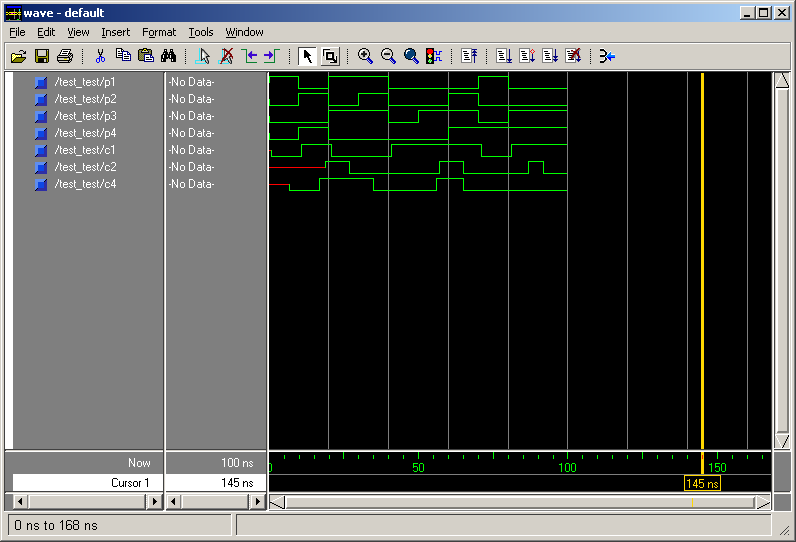 wave - default
File Edit View Insert Format Tools Window
/test_test/p1 -No Data-
/test_test/p2 -No Data-
/test_test/p3 -No Data-
/test_test/p4 -No Data-
/test_test/c1 -No Data-
/test_test/c2 -No Data-
/test_test/c4 -No Data-
Now 100 ns 0 50 100 150
Cursor 1 145 ns 145 ns
0 ns to 168 ns